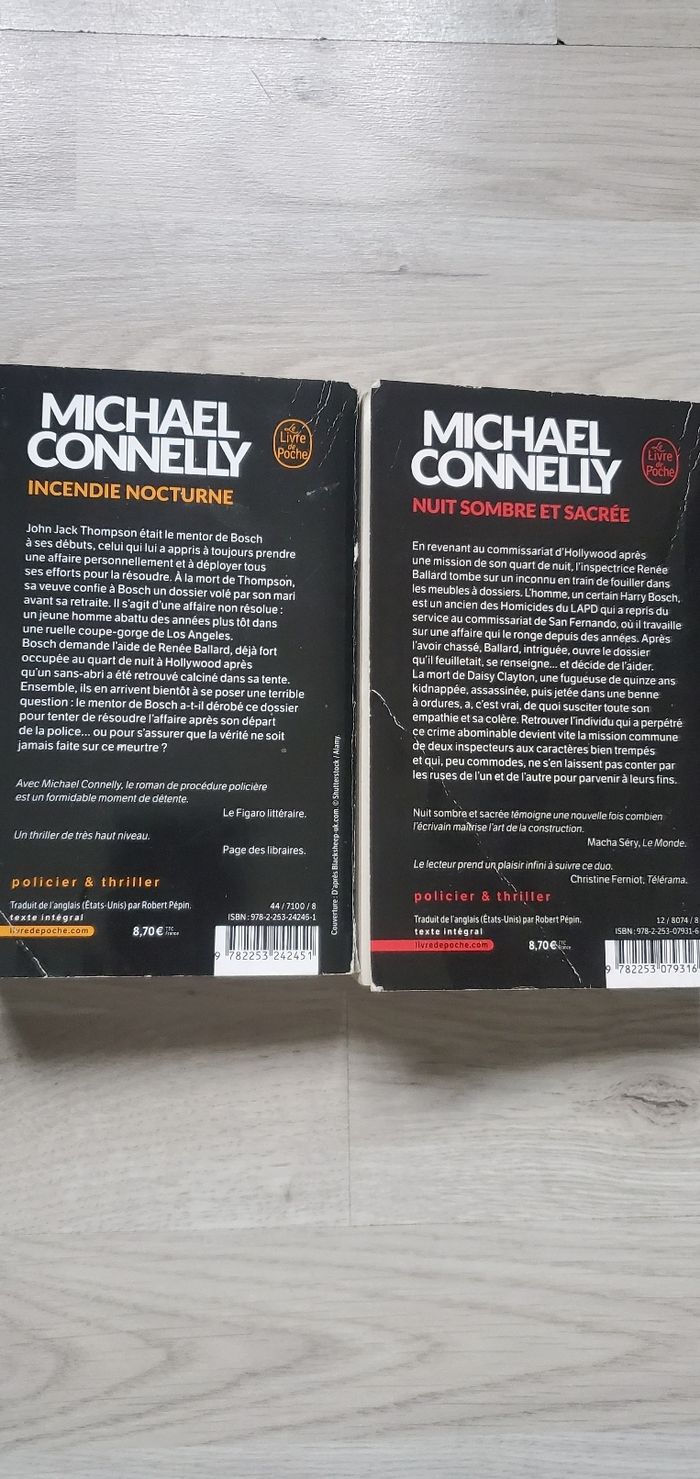 MICHAEL
CONNELLY
Le
Livre
de
Poche
INCENDIE NOCTURNE
John Jack Thompson était le mentor de Bosch
à ses débuts, celui qui lui a appris à toujours prendre
une affaire personnellement et à déployer tous
ses efforts pour la résoudre. À la mort de Thompson,
sa veuve confie à Bosch un dossier volé par son mari
avant sa retraite. Il s'agit d'une affaire non résolue :
un jeune homme abattu des années plus tôt dans
une ruelle coupe-gorge de Los Angeles.
Bosch demande l'aide de Renée Ballard, déjà fort
occupée au quart de nuit à Hollywood après
qu'un sans-abri a été retrouvé calciné dans sa tente.
Ensemble, ils en arrivent bientôt à se poser une terrible
question : le mentor de Bosch a-t-il dérobé ce dossier
pour tenter de résoudre l'affaire après son départ
de la police... ou pour s'assurer que la vérité ne soit
jamais faite sur ce meurtre ?
Avec Michael Connelly, le roman de procédure policière
est un formidable moment de détente.
Le Figaro littéraire.
Un thriller de très haut niveau.
Page des libraires.
policier & thriller
Traduit de l'anglais (États-Unis) par Robert Pépin.
texte intégral
livredepoche.com
8,70 € TTC
France
44 / 7100 / 8
ISBN : 978-2-253-24245-1
9 782253 242451
Couverture : D'après Blacksheep-uk.com. © Shutterstock / Alamy.
MICHAEL
CONNELLY
Le
Livre
de
Poche
NUIT SOMBRE ET SACRÉE
En revenant au commissariat d'Hollywood après
une mission de son quart de nuit, l'inspectrice Renée
Ballard tombe sur un inconnu en train de fouiller dans
les meubles à dossiers. L'homme, un certain Harry Bosch,
est un ancien des Homicides du LAPD qui a repris du
service au commissariat de San Fernando, où il travaille
sur une affaire qui le ronge depuis des années. Après
l'avoir chassé, Ballard, intriguée, ouvre le dossier
qu'il feuilletait, se renseigne... et décide de l'aider.
La mort de Daisy Clayton, une fugueuse de quinze ans
kidnappée, assassinée, puis jetée dans une benne
à ordures, a, c'est vrai, de quoi susciter toute son
empathie et sa colère. Retrouver l'individu qui a perpétré
ce crime abominable devient vite la mission commune
de deux inspecteurs aux caractères bien trempés
et qui, peu commodes, ne s'en laissent pas conter par
les ruses de l'un et de l'autre pour parvenir à leurs fins.
Nuit sombre et sacrée témoigne une nouvelle fois combien
l'écrivain maîtrise l'art de la construction.
Macha Séry, Le Monde.
Le lecteur prend un plaisir infini à suivre ce duo.
Christine Ferniot, Télérama.
policier & thriller
Traduit de l'anglais (États-Unis) par Robert Pépin.
texte intégral
livredepoche.com
8,70 € TTC
France
12 / 8074 / 8
ISBN : 978-2-253-07931-6
9 782253 079316